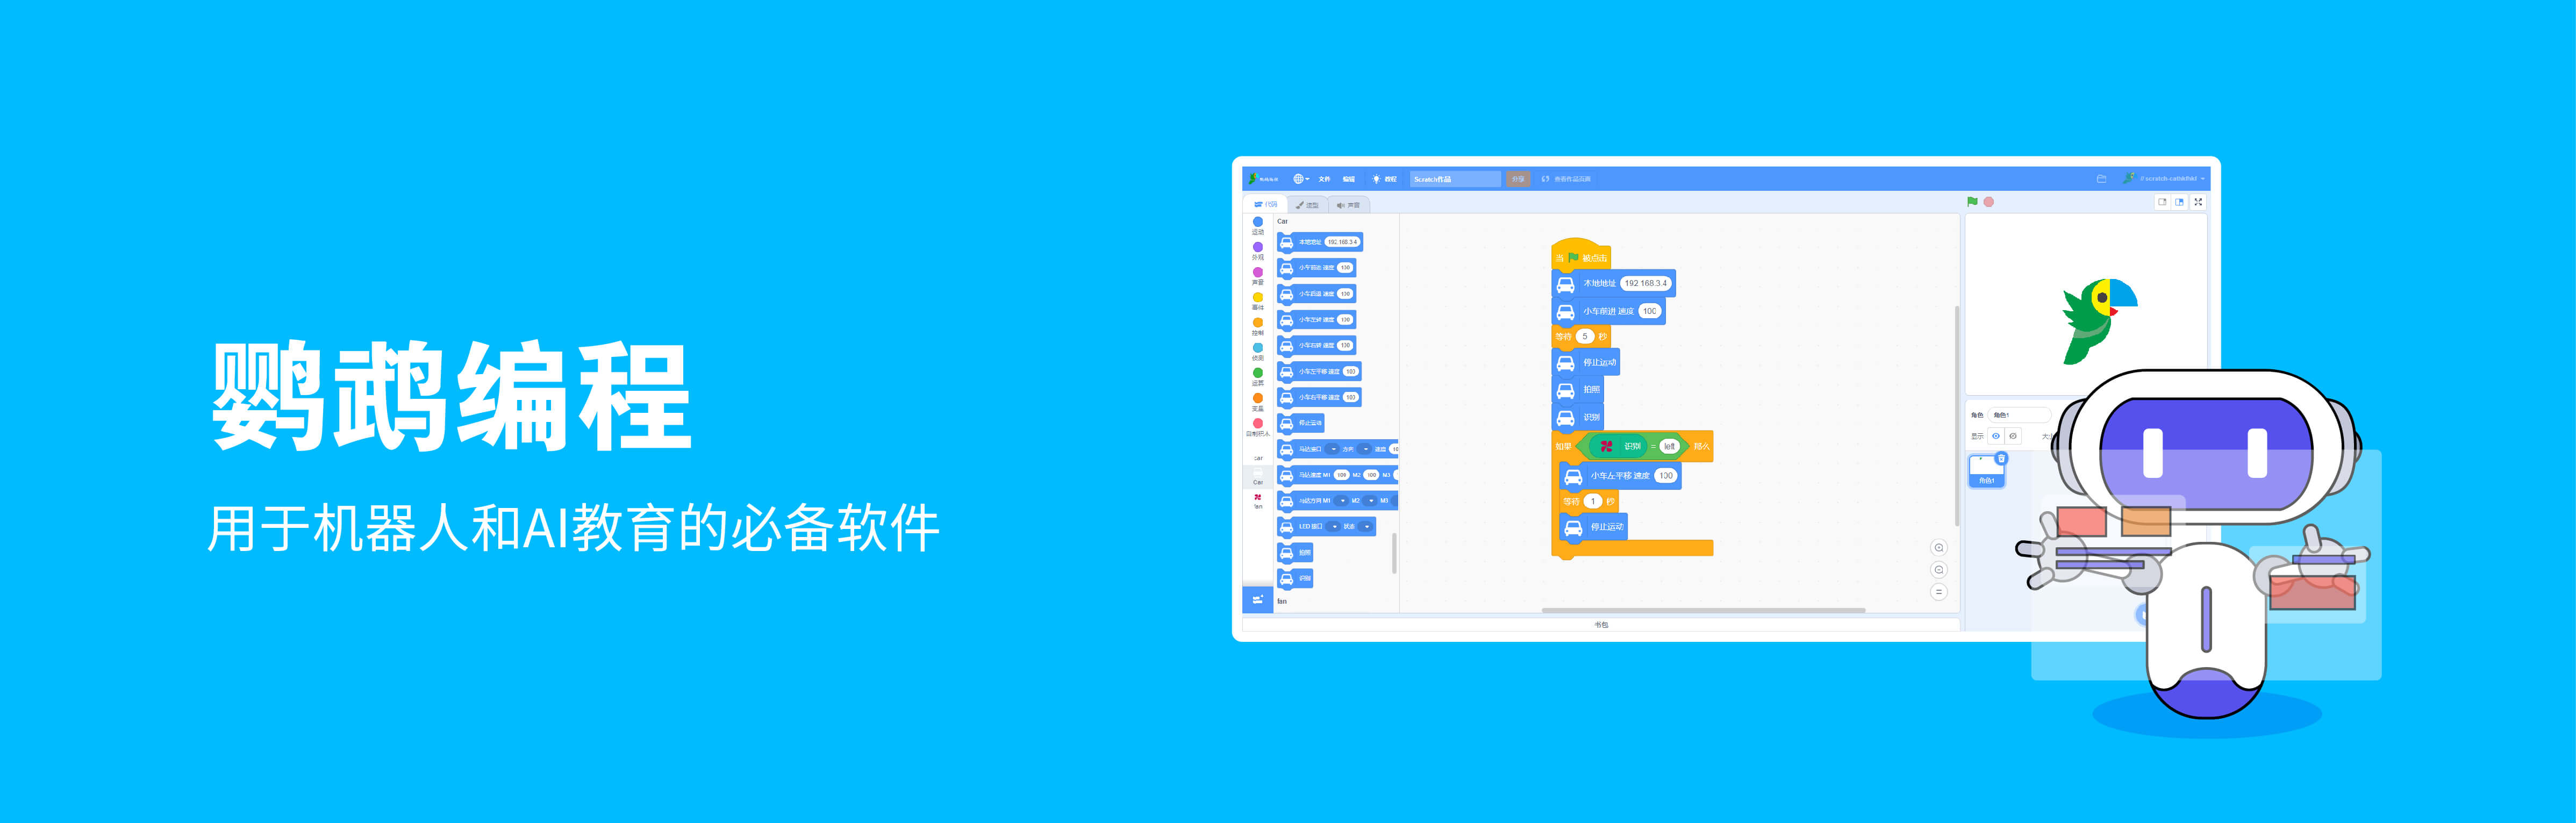 鹦鹉编程
用于机器人和AI教育的必备软件
文件 编辑 教程 Scratch作品 分享 查看作品页面
代码 造型 声音
运动
外观
声音
事件
控制
侦测
运算
变量
自制积木
car
Car
fan
Car
本地地址 192.168.3.4
小车前进 速度 100
小车后退 速度 100
小车左转 速度 100
小车右转 速度 100
小车左平移 速度 100
小车右平移 速度 100
停止运动
马达接口 方向 速度
马达速度 M1 100 M2 100 M3
马达方向 M1 M2 M3
LED 接口 状态
拍照
识别
fan
当 被点击
本地地址 192.168.3.4
小车前进 速度 100
等待 5 秒
停止运动
拍照
识别
如果 识别 = left 那么
小车左平移 速度 100
等待 1 秒
停止运动
书包
角色 角色1
显示
角色1